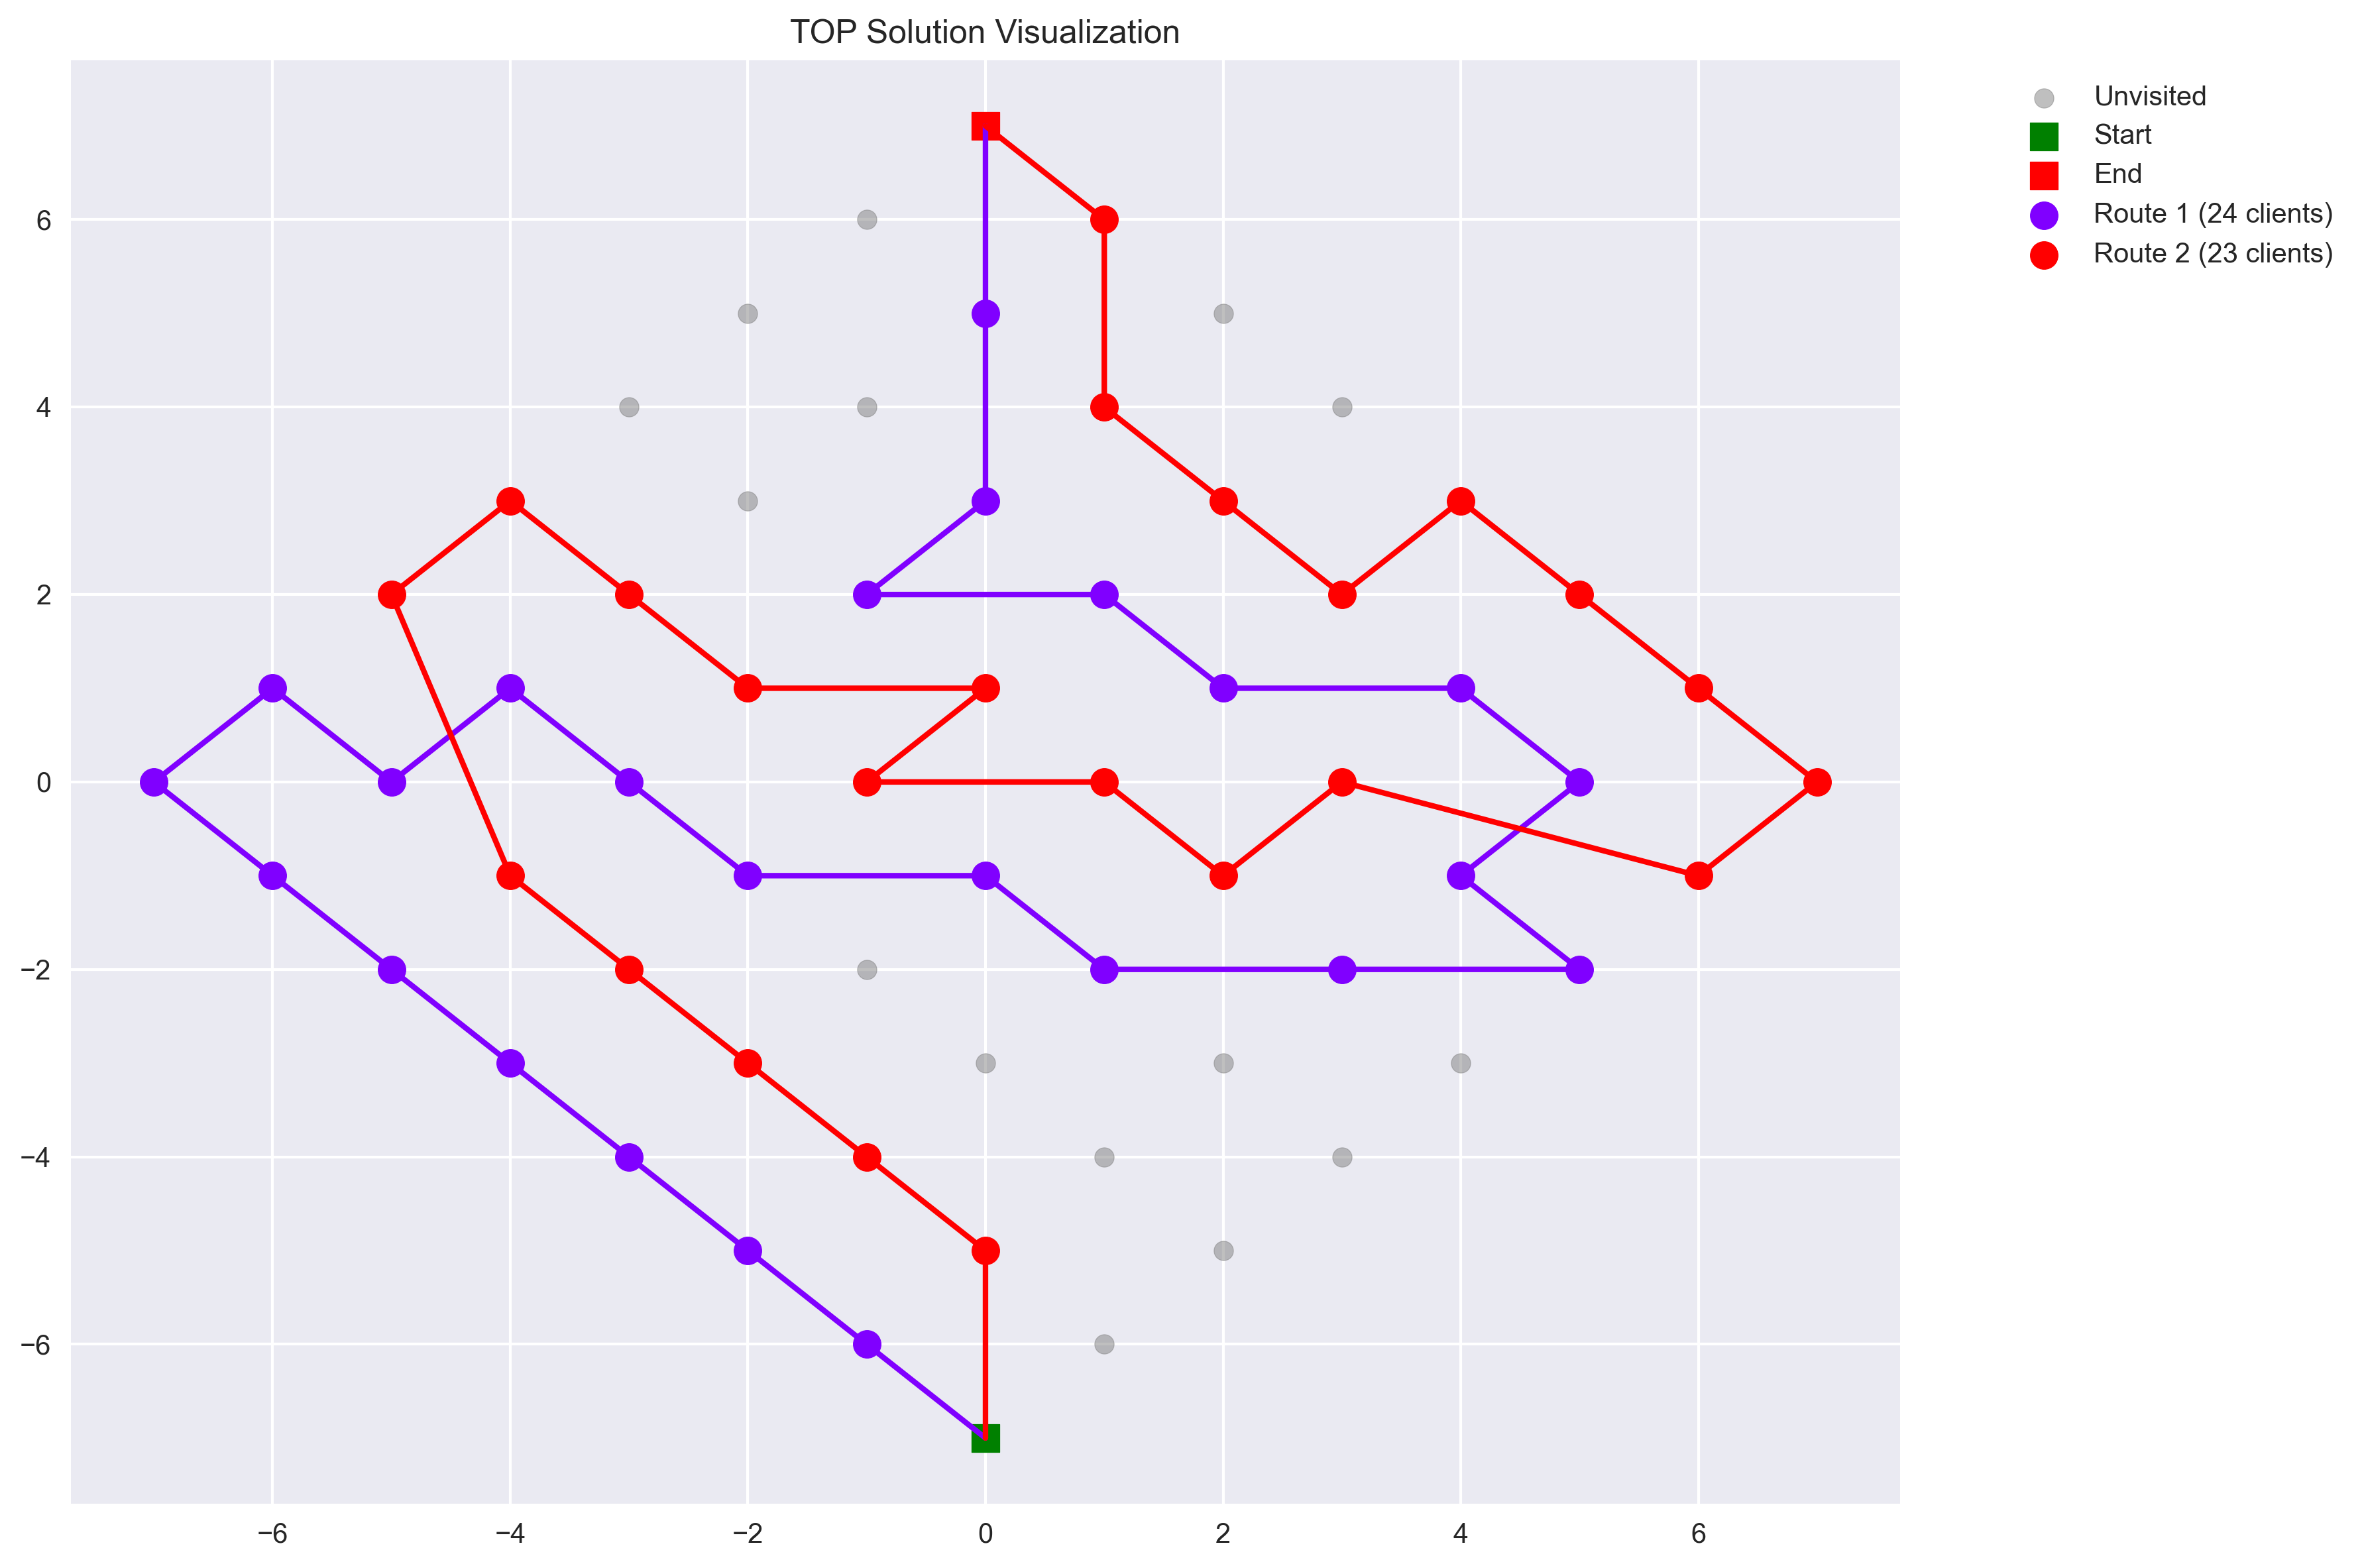 TOP Solution Visualization
Unvisited
Start
End
Route 1 (24 clients)
Route 2 (23 clients)
6
4
2
0
−2
−4
−6
−6 −4 −2 0 2 4 6